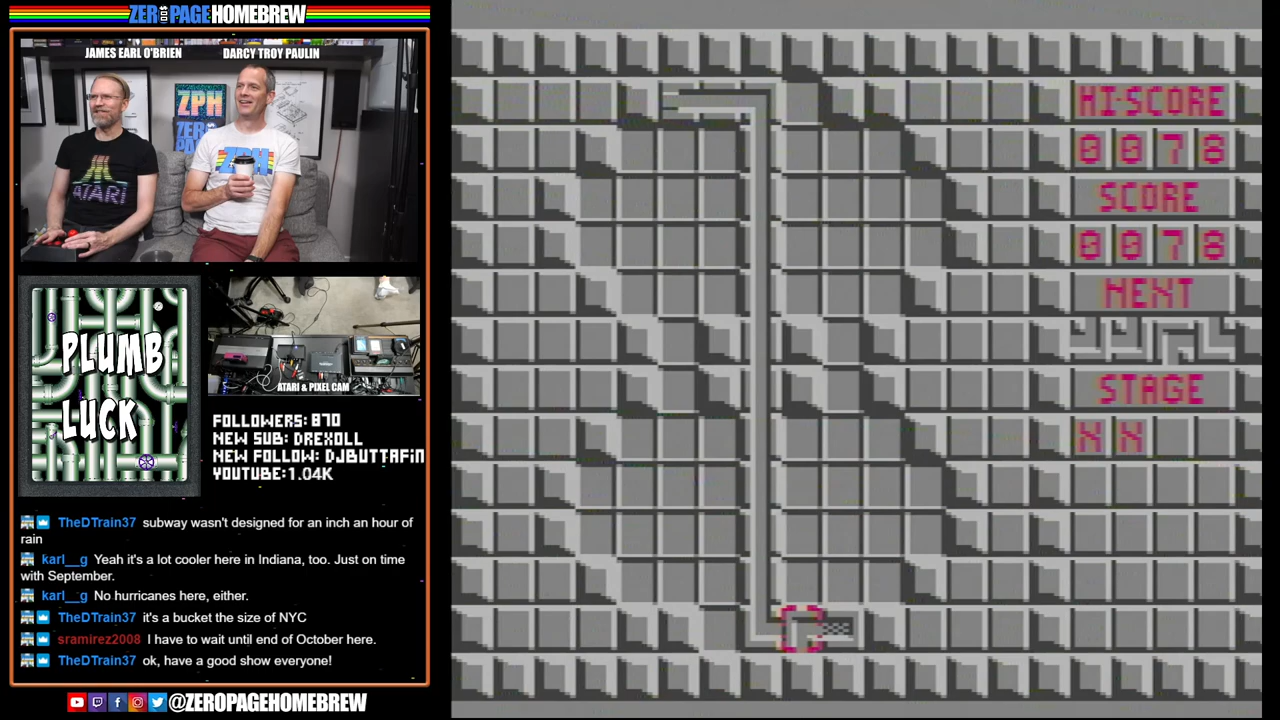 ZERO PAGE HOMEBREW
JAMES EARL O'BRIEN
DARCY TROY PAULIN
ZPH
ATARI
ZPH
PLUMB
LUCK
ATARI & PIXEL CAM
FOLLOWERS: 870
NEW SUB: DREXOLL
NEW FOLLOW: DJBUTTAFIN
YOUTUBE:1.04K
TheDTrain37 subway wasn't designed for an inch an hour of
rain
karl__g Yeah it's a lot cooler here in Indiana, too. Just on time
with September.
karl__g No hurricanes here, either.
TheDTrain37 it's a bucket the size of NYC
sramirez2008 I have to wait until end of October here.
TheDTrain37 ok, have a good show everyone!
@ZEROPAGEHOMEBREW
HI-SCORE
0078
SCORE
0078
NEXT
STAGE